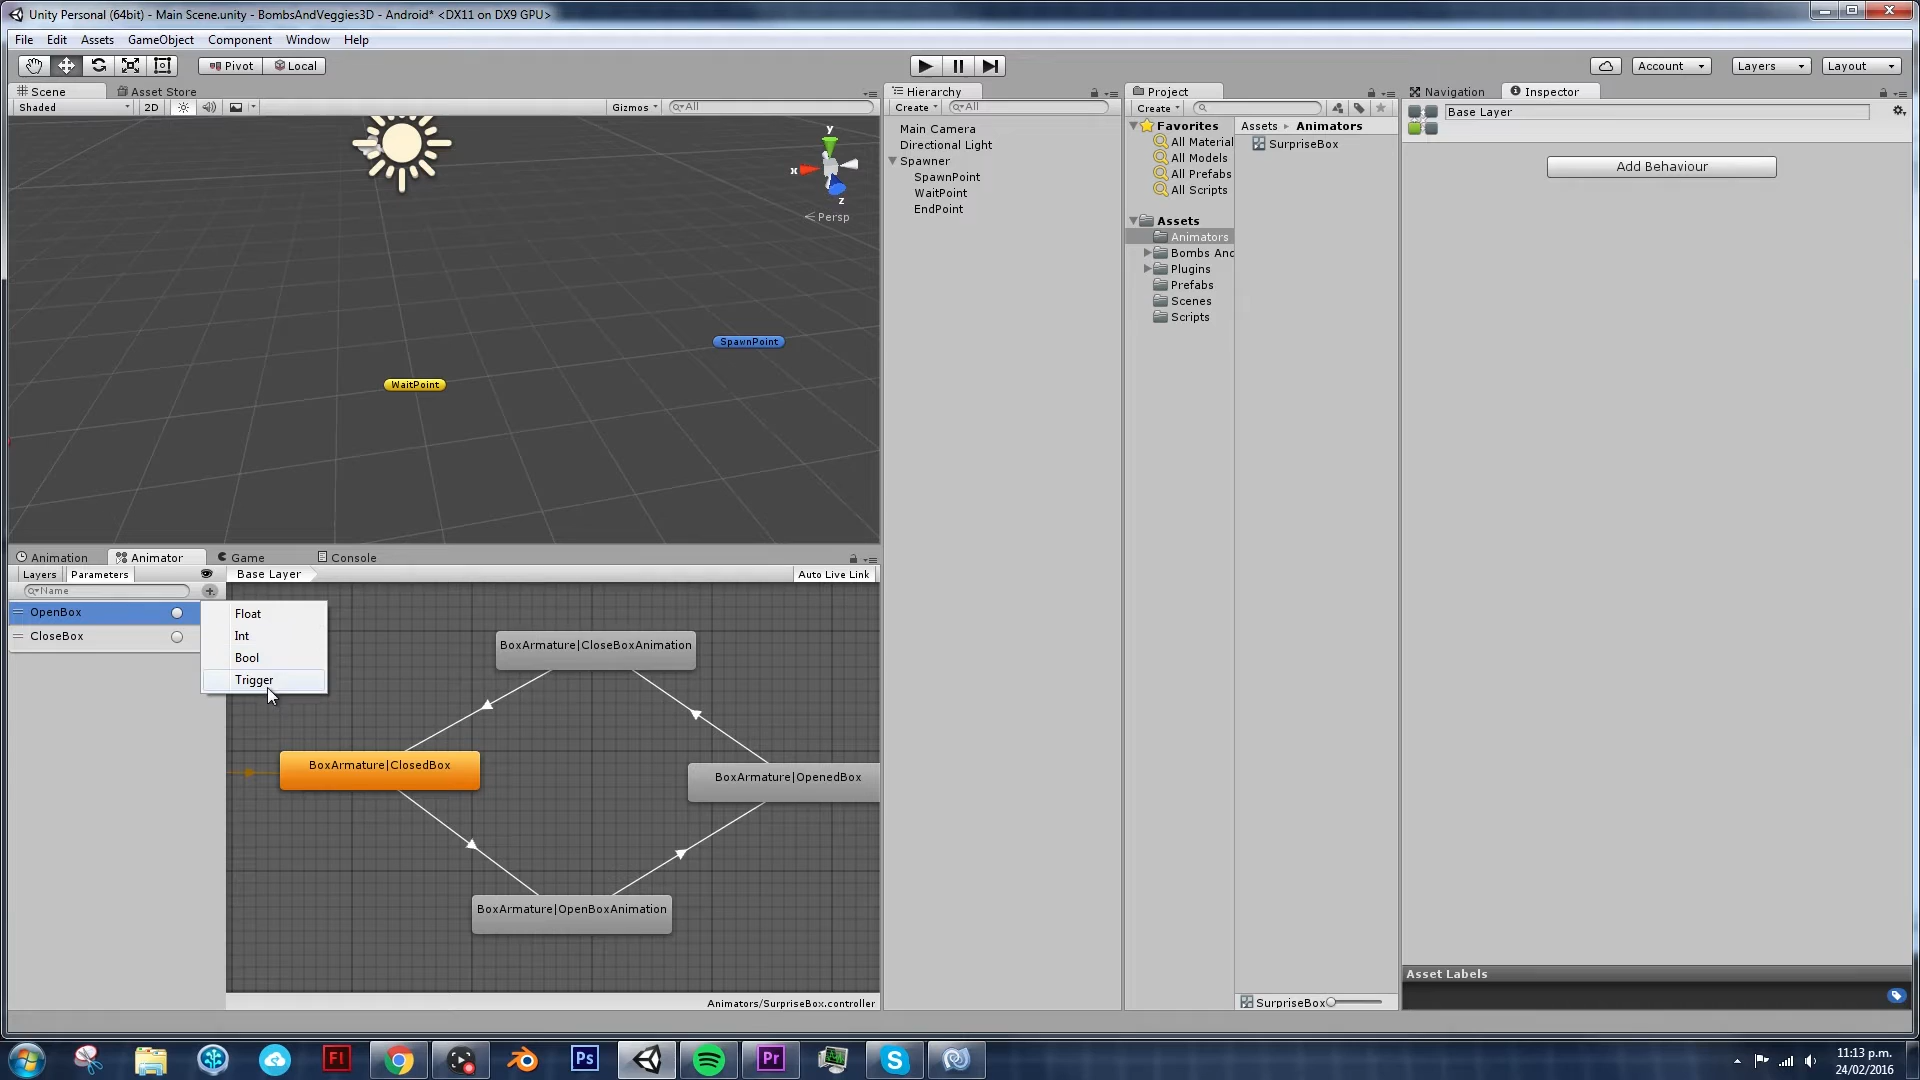 Unity Personal (64bit) - Main Scene.unity - BombsAndVeggies3D - Android* <DX11 on DX9 GPU>
File Edit Assets GameObject Component Window Help
Pivot Local Account Layers Layout
Scene Asset Store
Shaded 2D Gizmos All
y
x
z
Persp
SpawnPoint
WaitPoint
Hierarchy
Create All
Main Camera
Directional Light
Spawner
SpawnPoint
WaitPoint
EndPoint
Project
Create
Favorites
All Material
All Models
All Prefabs
All Scripts
Assets
Animators
Bombs And
Plugins
Prefabs
Scenes
Scripts
Assets Animators
SurpriseBox
SurpriseBox
Navigation Inspector
Base Layer
Add Behaviour
Asset Labels
Animation Animator Game Console
Layers Parameters Base Layer Auto Live Link
Name
OpenBox
CloseBox
Float
Int
Bool
Trigger
BoxArmature|CloseBoxAnimation
BoxArmature|ClosedBox
BoxArmature|OpenedBox
BoxArmature|OpenBoxAnimation
Animators/SurpriseBox.controller
Fl Ps Pr S
11:13 p.m.
24/02/2016